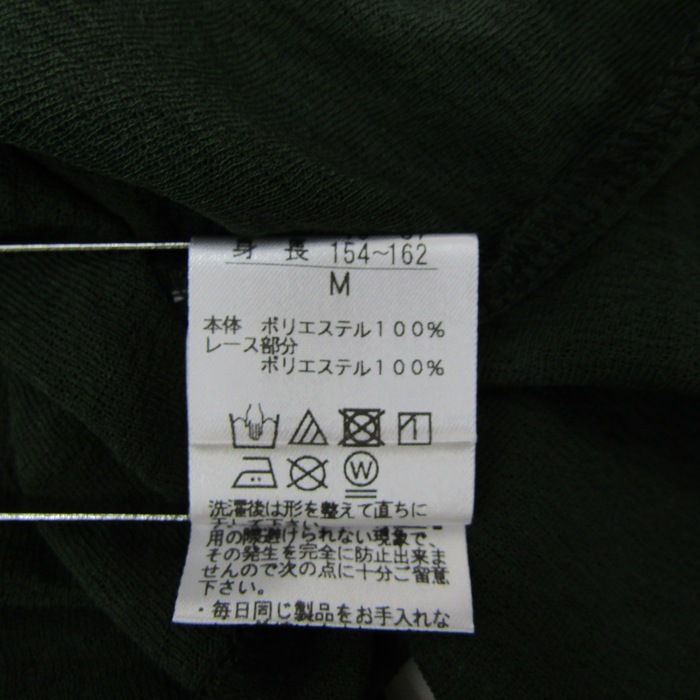 身 長 154~162
M
本体 ポリエステル100%
レース部分
ポリエステル100%
洗濯後は形を整えて直ちに
用の際避けられない現象で、
その発生を完全に防止出来ま
せんので次の点に十分ご留意
下さい。
・毎日同じ製品をお手入れな